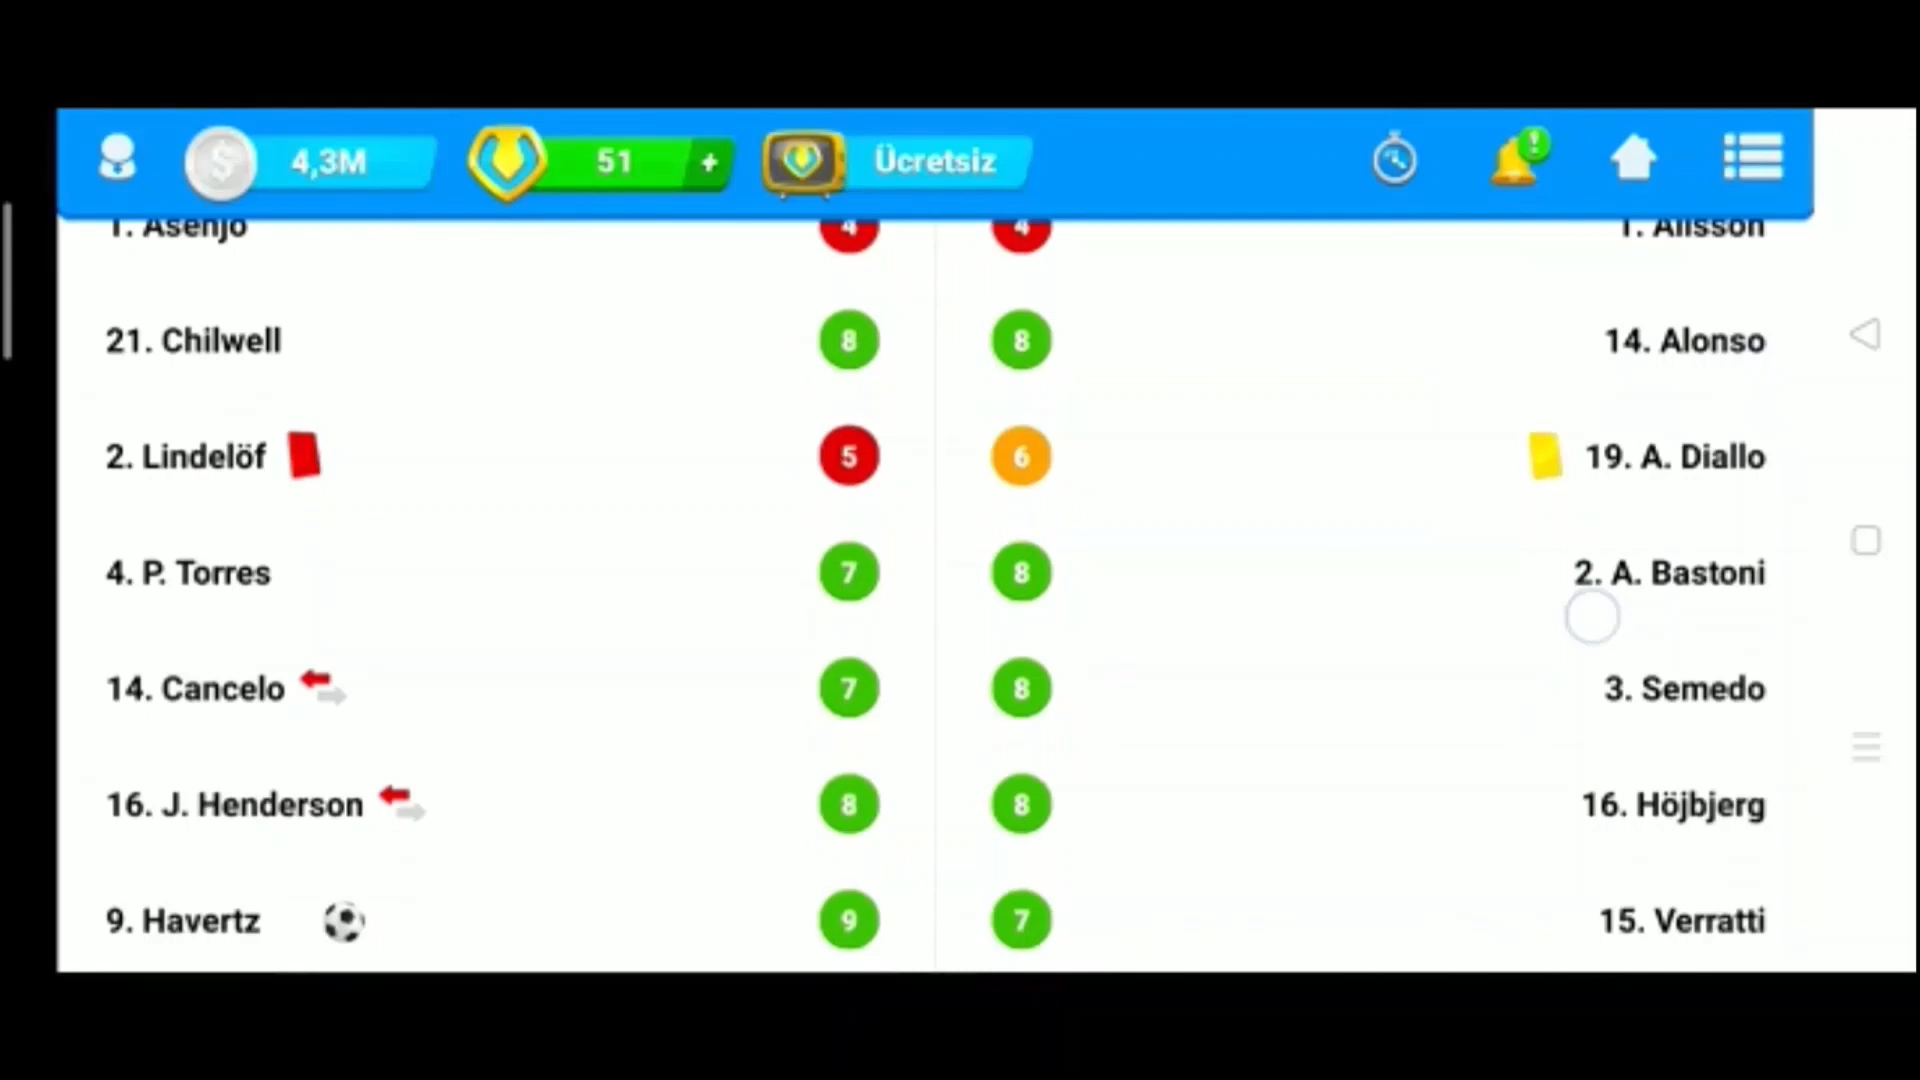 4,3M 51 + Ücretsiz !
1. Asenjo 4 4 1. Alisson
21. Chilwell 8 8 14. Alonso
2. Lindelöf 5 6 19. A. Diallo
4. P. Torres 7 8 2. A. Bastoni
14. Cancelo 7 8 3. Semedo
16. J. Henderson 8 8 16. Höjbjerg
9. Havertz 9 7 15. Verratti